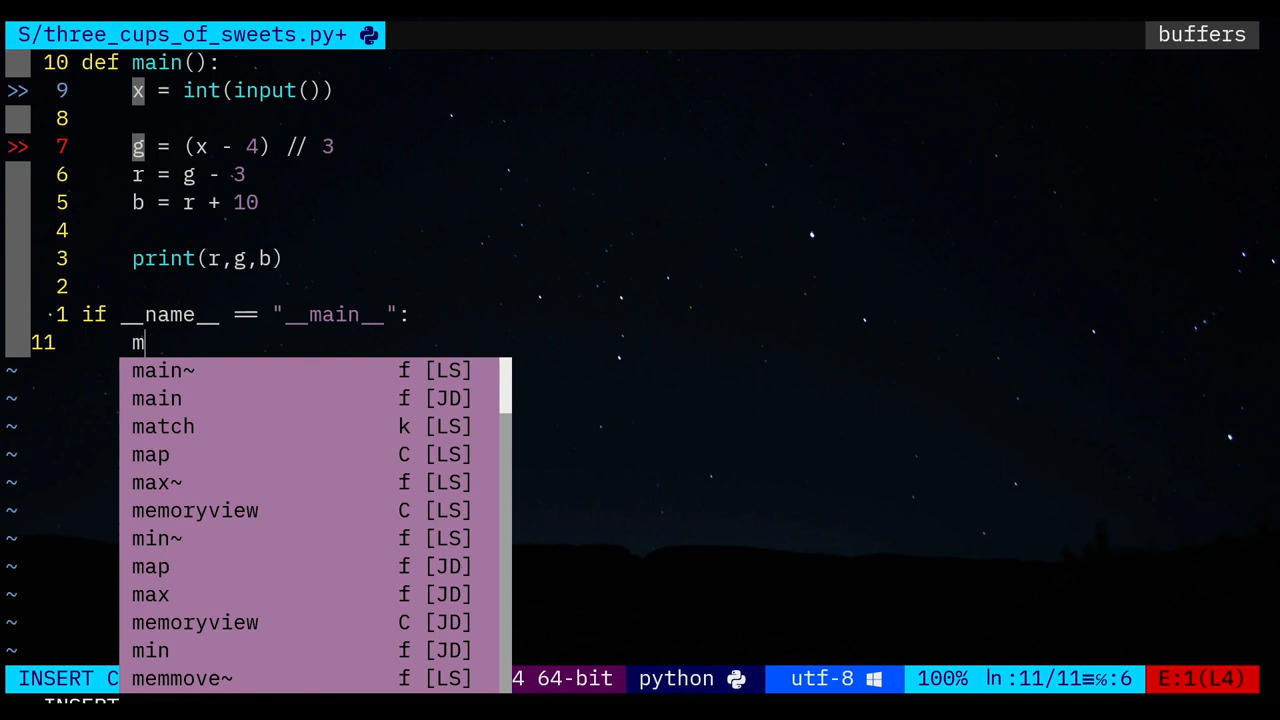 S/three_cups_of_sweets.py+ buffers
10 def main():
>> 9 x = int(input())
8
>> 7 g = (x - 4) // 3
6 r = g - 3
5 b = r + 10
4
3 print(r,g,b)
2
1 if __name__ == "__main__":
11 m
~ main~ f [LS]
~ main f [JD]
~ match k [LS]
~ map C [LS]
~ max~ f [LS]
~ memoryview C [LS]
~ min~ f [LS]
~ map f [JD]
~ max f [JD]
~ memoryview C [JD]
~ min f [JD]
INSERT C memmove~ f [LS] 4 64-bit python utf-8 100% ln:11/11≡%:6 E:1(L4)
INSERT